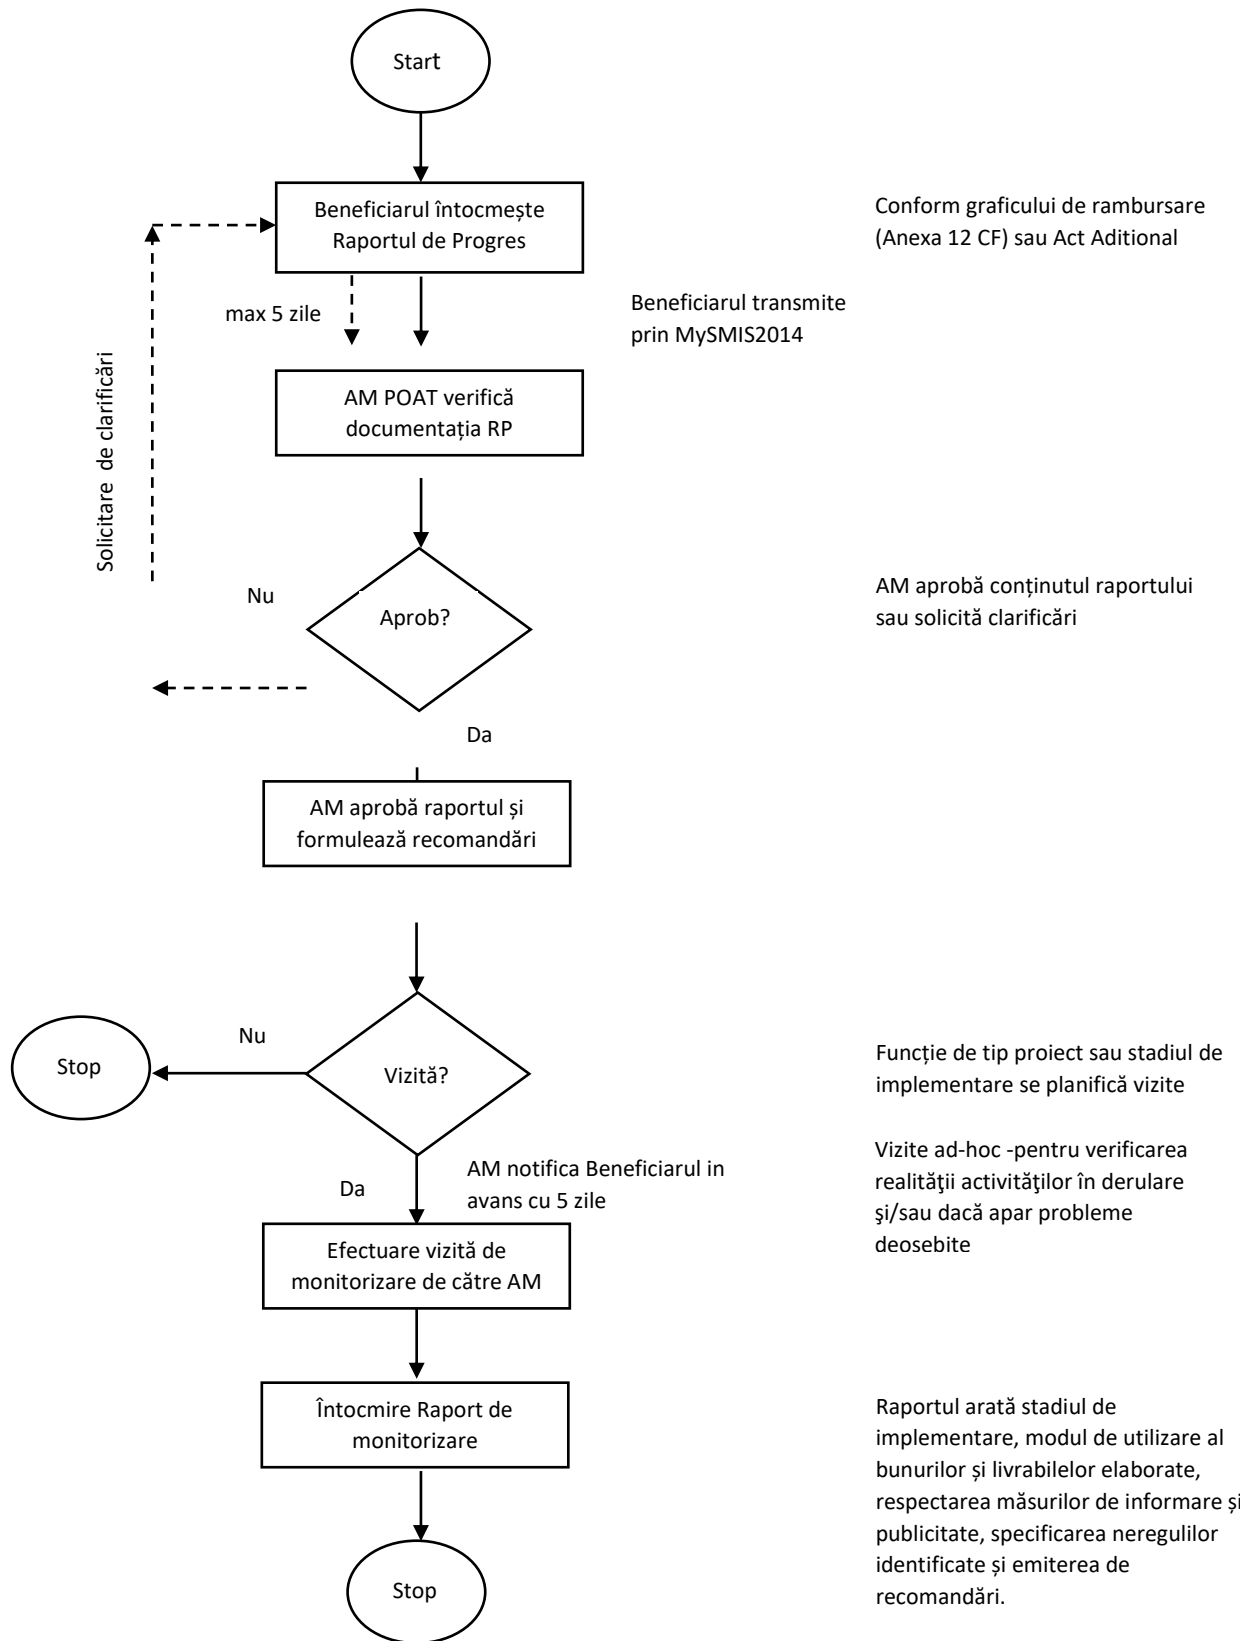 Start
Beneficiarul întocmește
Raportul de Progres
Conform graficului de rambursare
(Anexa 12 CF) sau Act Aditional
max 5 zile
Beneficiarul transmite
prin MySMIS2014
Solicitare de clarificări
AM POAT verifică
documentația RP
Nu
Aprob?
AM aprobă conținutul raportului
sau solicită clarificări
Da
AM aprobă raportul și
formulează recomandări
Nu
Stop
Vizită?
Funcție de tip proiect sau stadiul de
implementare se planifică vizite
Vizite ad-hoc -pentru verificarea
realităţii activităţilor în derulare
şi/sau dacă apar probleme
deosebite
Da
AM notifica Beneficiarul in
avans cu 5 zile
Efectuare vizită de
monitorizare de către AM
Întocmire Raport de
monitorizare
Raportul arată stadiul de
implementare, modul de utilizare al
bunurilor și livrabilelor elaborate,
respectarea măsurilor de informare și
publicitate, specificarea neregulilor
identificate și emiterea de
recomandări.
Stop